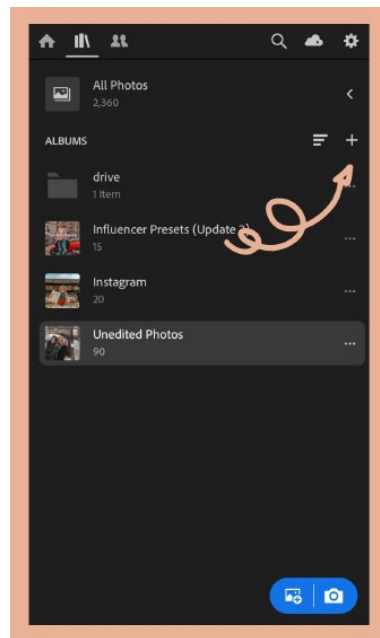 All Photos
2,360
ALBUMS
drive
1 Item
Influencer Presets (Update
15
Instagram
20
Unedited Photos
90